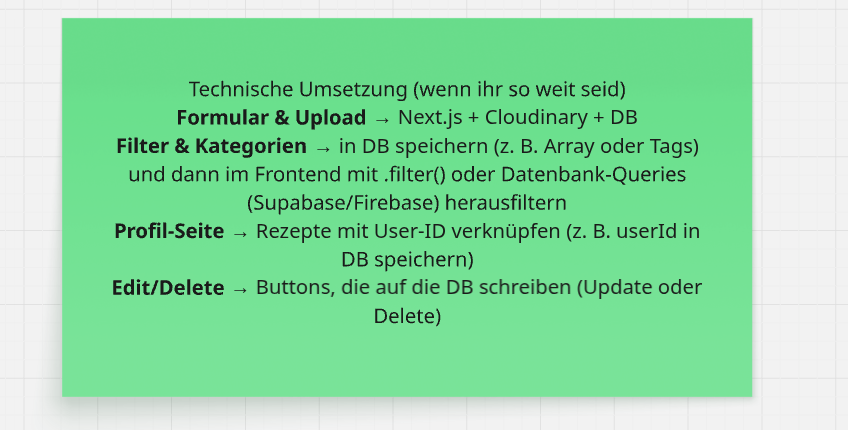 Technische Umsetzung (wenn ihr so weit seid)
Formular & Upload → Next.js + Cloudinary + DB
Filter & Kategorien → in DB speichern (z. B. Array oder Tags)
und dann im Frontend mit .filter() oder Datenbank-Queries
(Supabase/Firebase) herausfiltern
Profil-Seite → Rezepte mit User-ID verknüpfen (z. B. userId in
DB speichern)
Edit/Delete → Buttons, die auf die DB schreiben (Update oder
Delete)